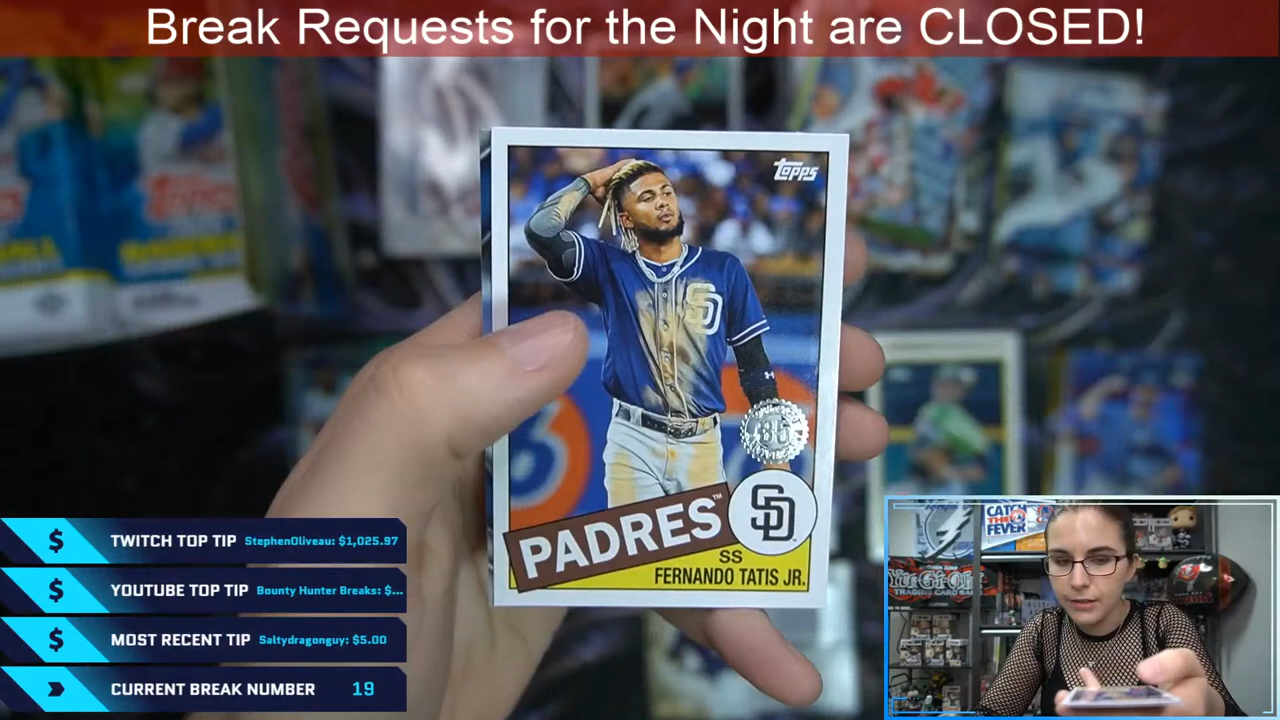 Break Requests for the Night are CLOSED!
Topps
SD
85
PADRES™
SD
SS
FERNANDO TATIS JR.
$ TWITCH TOP TIP StephenOliveau: $1,025.97
$ YOUTUBE TOP TIP Bounty Hunter Breaks: $...
$ MOST RECENT TIP Saltydragonguy: $5.00
CURRENT BREAK NUMBER 19
CATCH
THE
FEVER
Yu-Gi-Oh!
TRADING CARD GAME